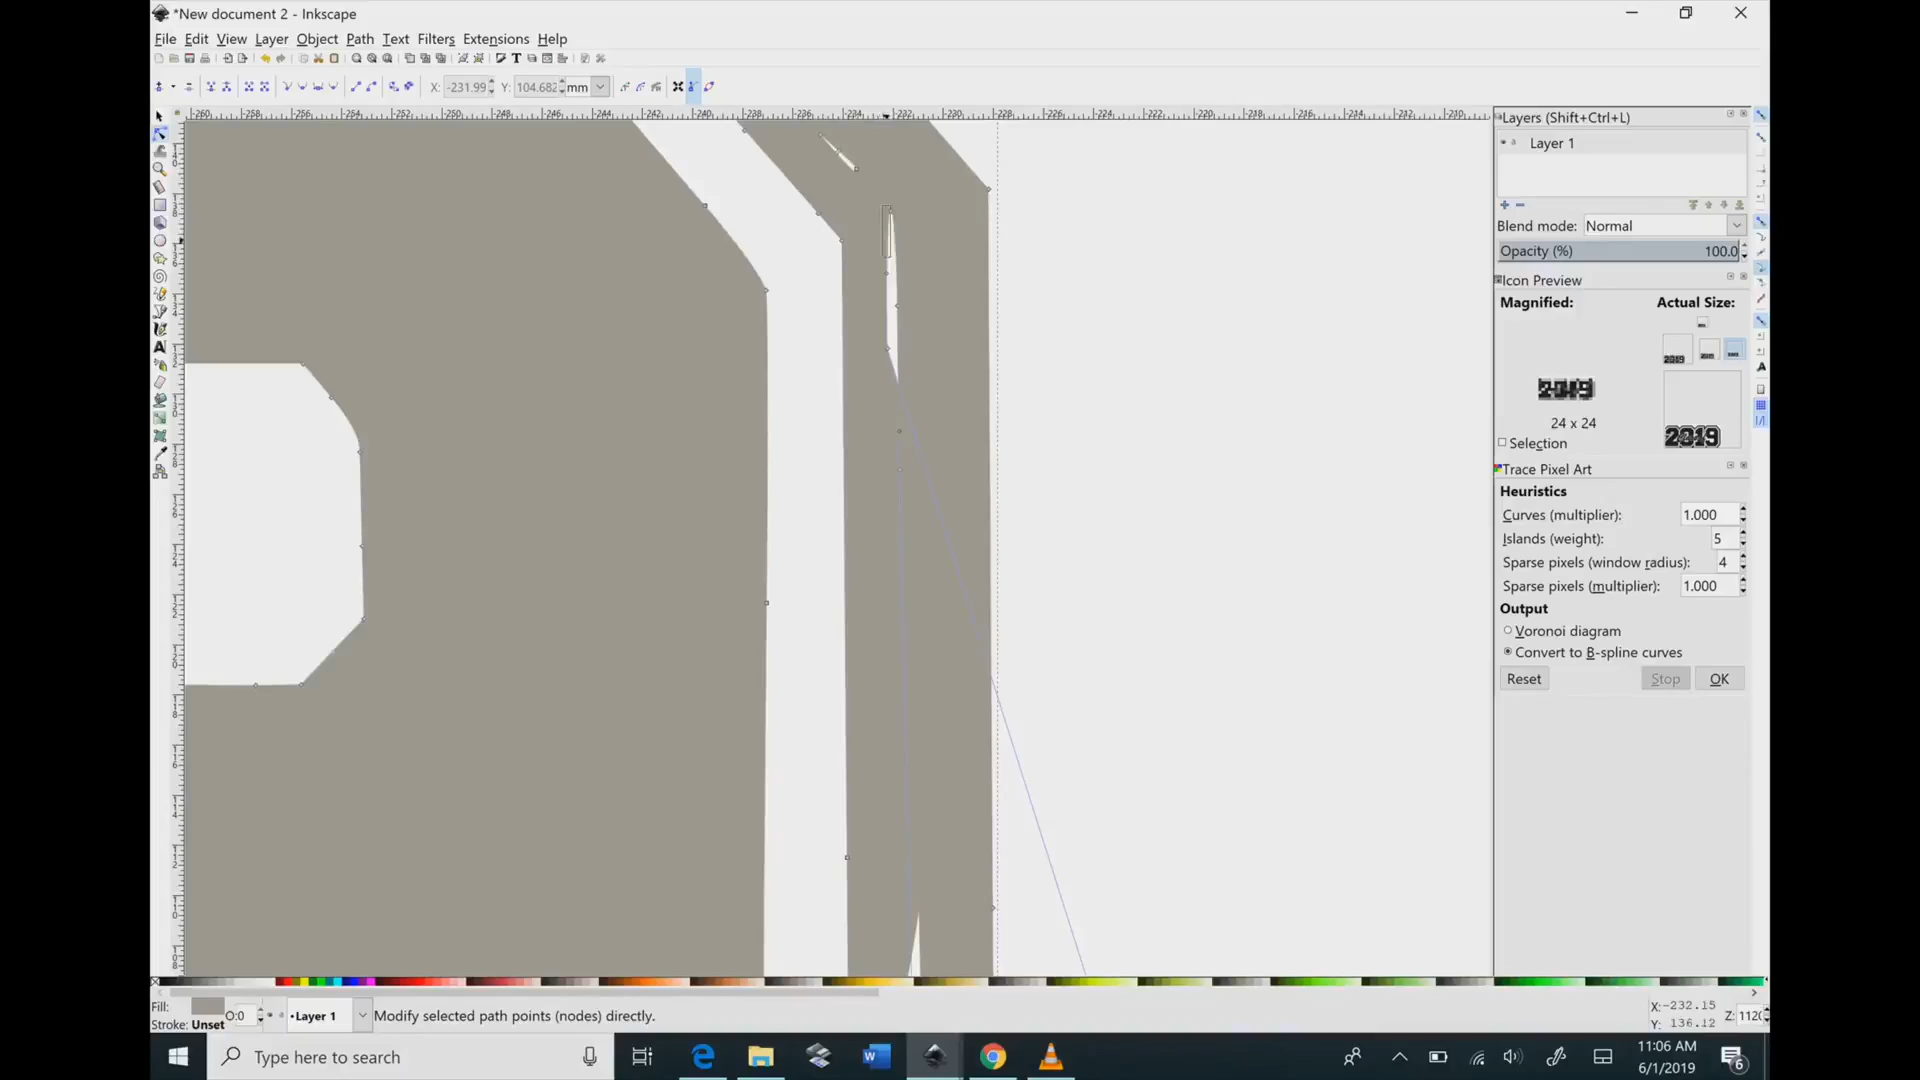 *New document 2 - Inkscape
File Edit View Layer Object Path Text Filters Extensions Help
X: -231.99 Y: 104.682 mm
Layers (Shift+Ctrl+L)
Layer 1
Blend mode: Normal
Opacity (%) 100.0
Icon Preview
Magnified: Actual Size:
2019
24 x 24
2019
Selection
Trace Pixel Art
Heuristics
Curves (multiplier): 1.000
Islands (weight): 5
Sparse pixels (window radius): 4
Sparse pixels (multiplier): 1.000
Output
Voronoi diagram
Convert to B-spline curves
Reset Stop OK
Fill:
Stroke: Unset
O:0
•Layer 1
Modify selected path points (nodes) directly.
X:-232.15
Y: 136.12
Z: 1120
Type here to search
11:06 AM
6/1/2019
6